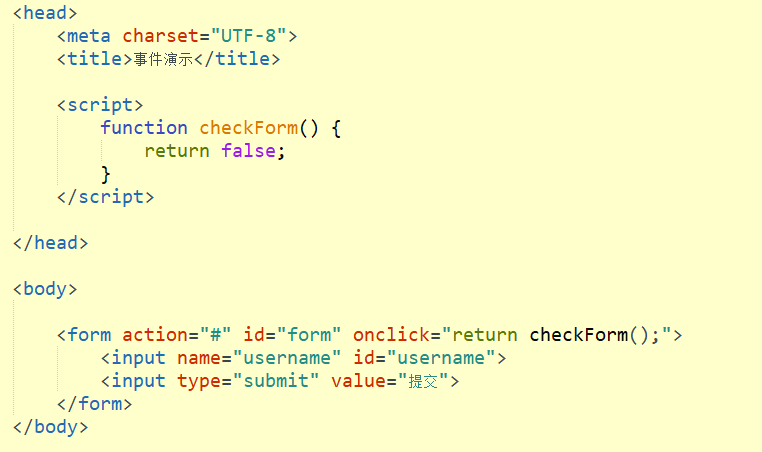 <head>
    <meta charset="UTF-8">
    <title>事件演示</title>

    <script>
        function checkForm() {
            return false;
        }
    </script>

</head>

<body>

    <form action="#" id="form" onclick="return checkForm();">
        <input name="username" id="username">
        <input type="submit" value="提交">
    </form>
</body>